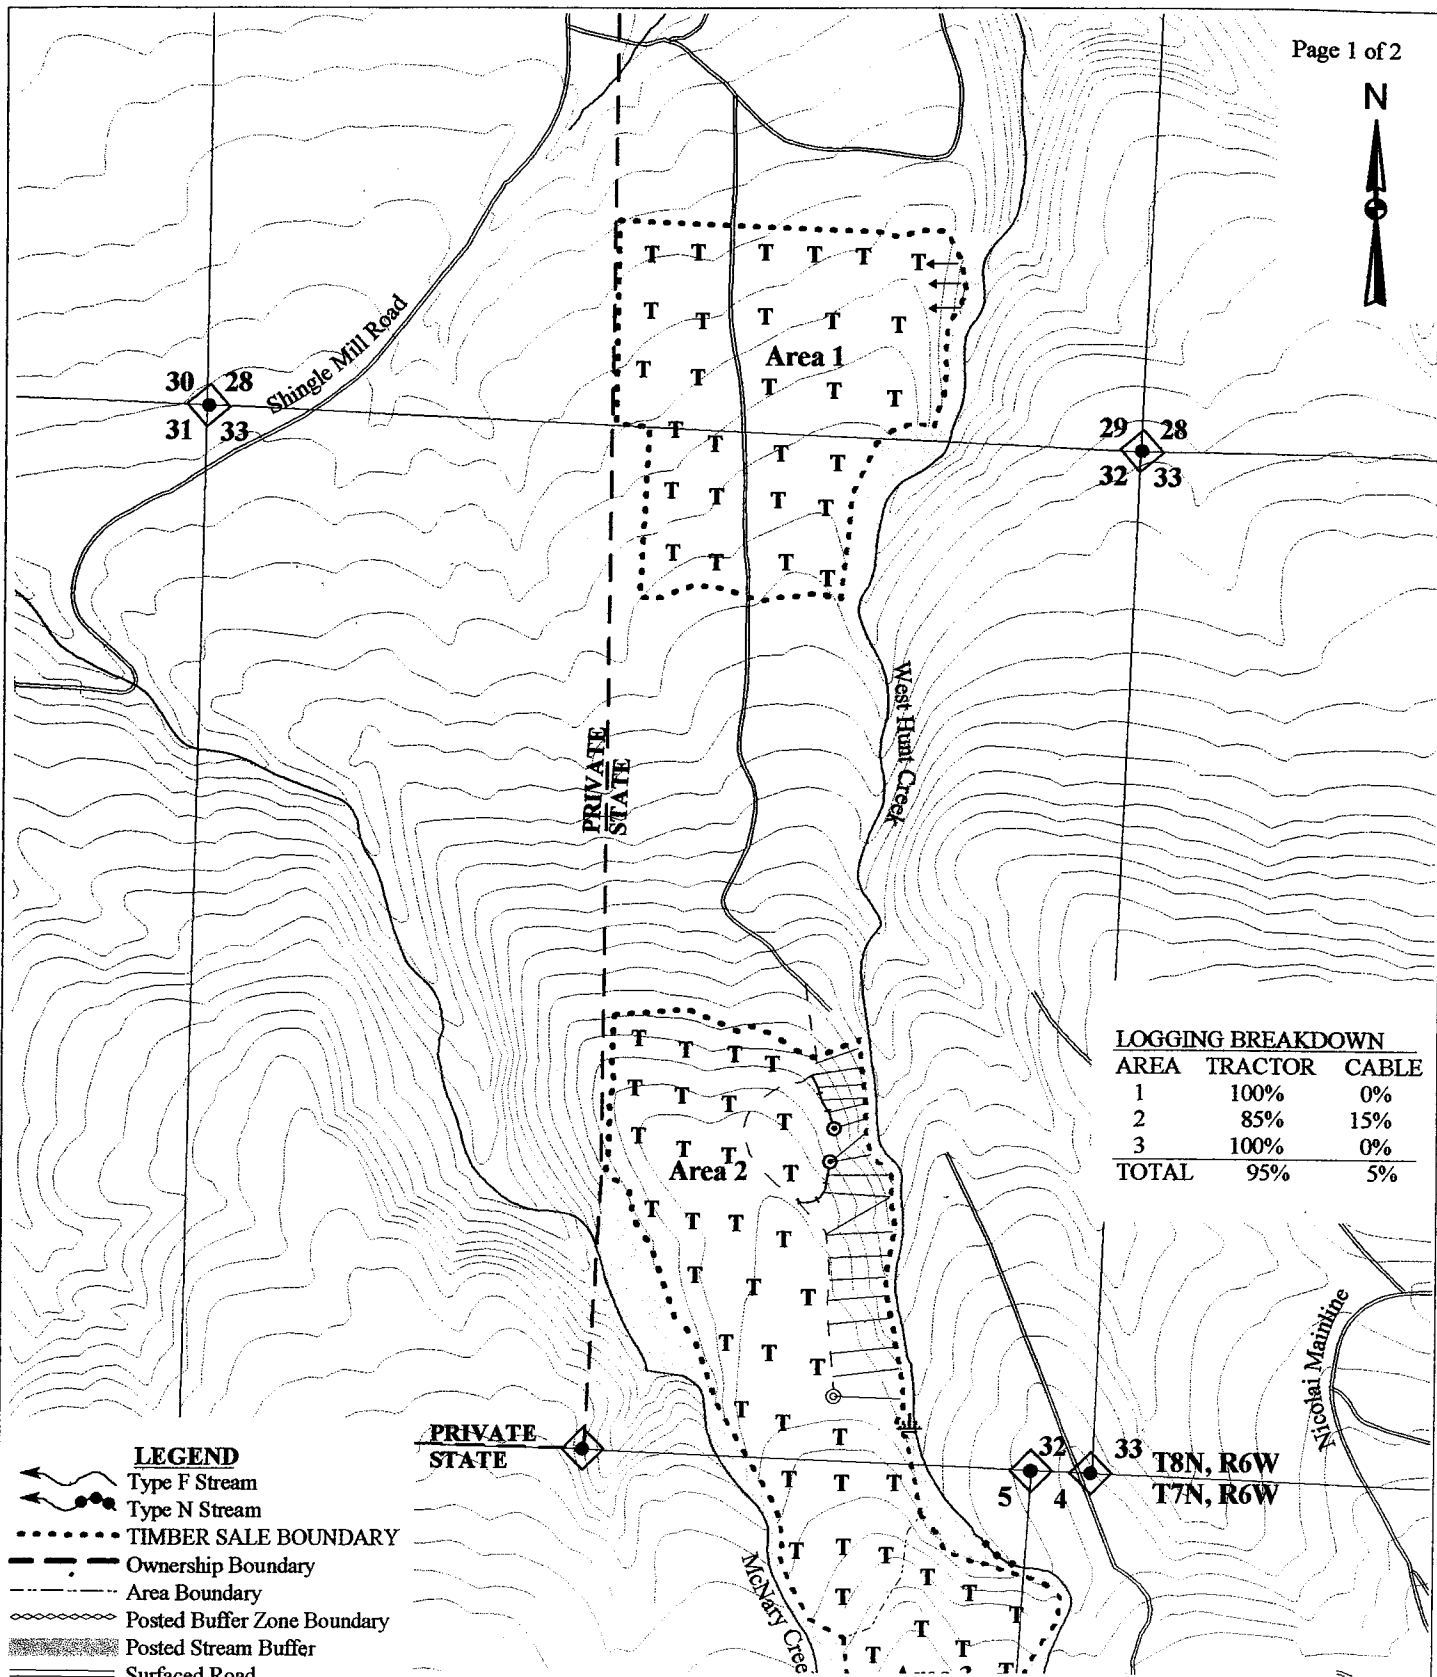 Page 1 of 2
N
T T T T T T
T T T T T
Area 1
T T T T T
Shingle Mill Road
30 28
31 33
29 28
32 33
T T T T
T T T T
T T T T
West Hunt Creek
PRIVATE
STATE
LOGGING BREAKDOWN
AREA TRACTOR CABLE
1 100% 0%
2 85% 15%
3 100% 0%
TOTAL 95% 5%
T T T T
T T T T
T T T T
Area 2
T T T T
T T T
T T T
T T T
Nicolai Mainline
PRIVATE
STATE
32 33
5 4
T8N, R6W
T7N, R6W
T T T
T T T
T T T
T T T
T T T
McNary Cree
LEGEND
Type F Stream
Type N Stream
TIMBER SALE BOUNDARY
Ownership Boundary
Area Boundary
Posted Buffer Zone Boundary
Posted Stream Buffer
Surfaced Road